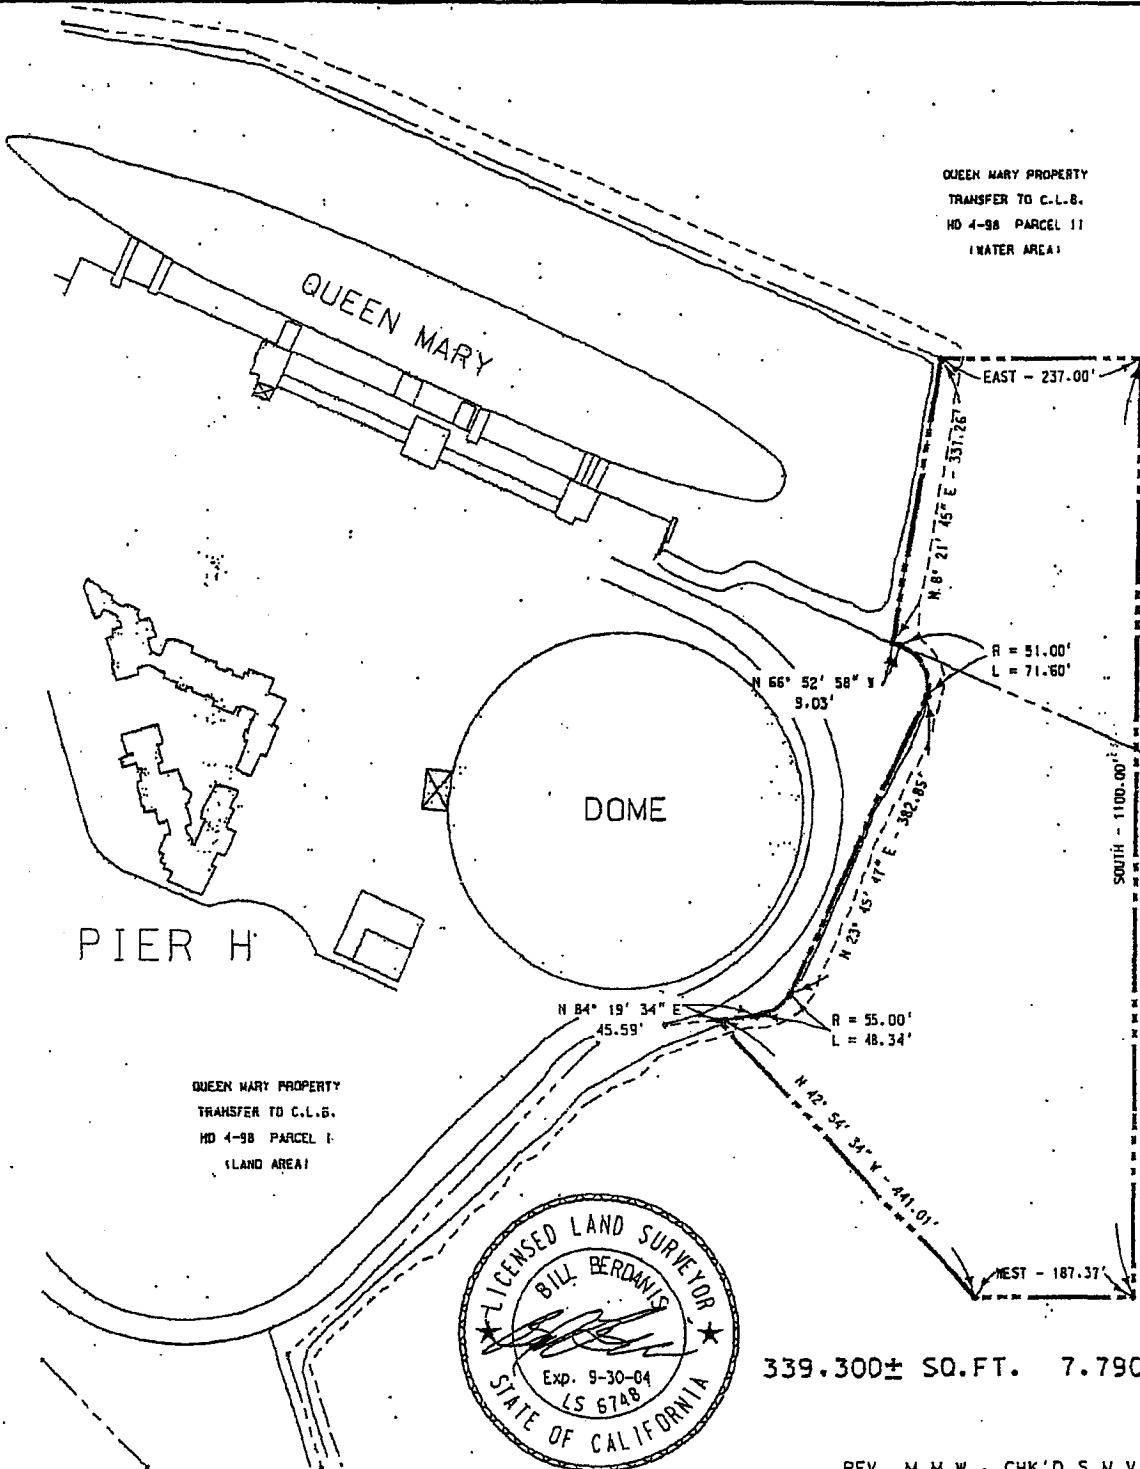 QUEEN MARY PROPERTY
TRANSFER TO C.L.B.
HD 4-98 PARCEL II
(WATER AREA)
QUEEN MARY
EAST - 237.00'
N 8° 21' 45" E - 337.26'
R = 51.00'
L = 71.60'
N 66° 52' 58" W
9.03'
DOME
SOUTH - 1100.00'
N 23° 45' 47" E - 382.85'
PIER H
N 84° 19' 34" E
45.59'
R = 55.00'
L = 48.34'
QUEEN MARY PROPERTY
TRANSFER TO C.L.B.
HD 4-98 PARCEL I
(LAND AREA)
N 42° 54' 34" W - 441.01'
WEST - 187.37'
LICENSED LAND SURVEYOR
BILL BERDANIS
Exp. 9-30-04
LS 6748
STATE OF CALIFORNIA
339.300± SQ.FT. 7.790
REV. M.H.W. - CHK'D S.H.V